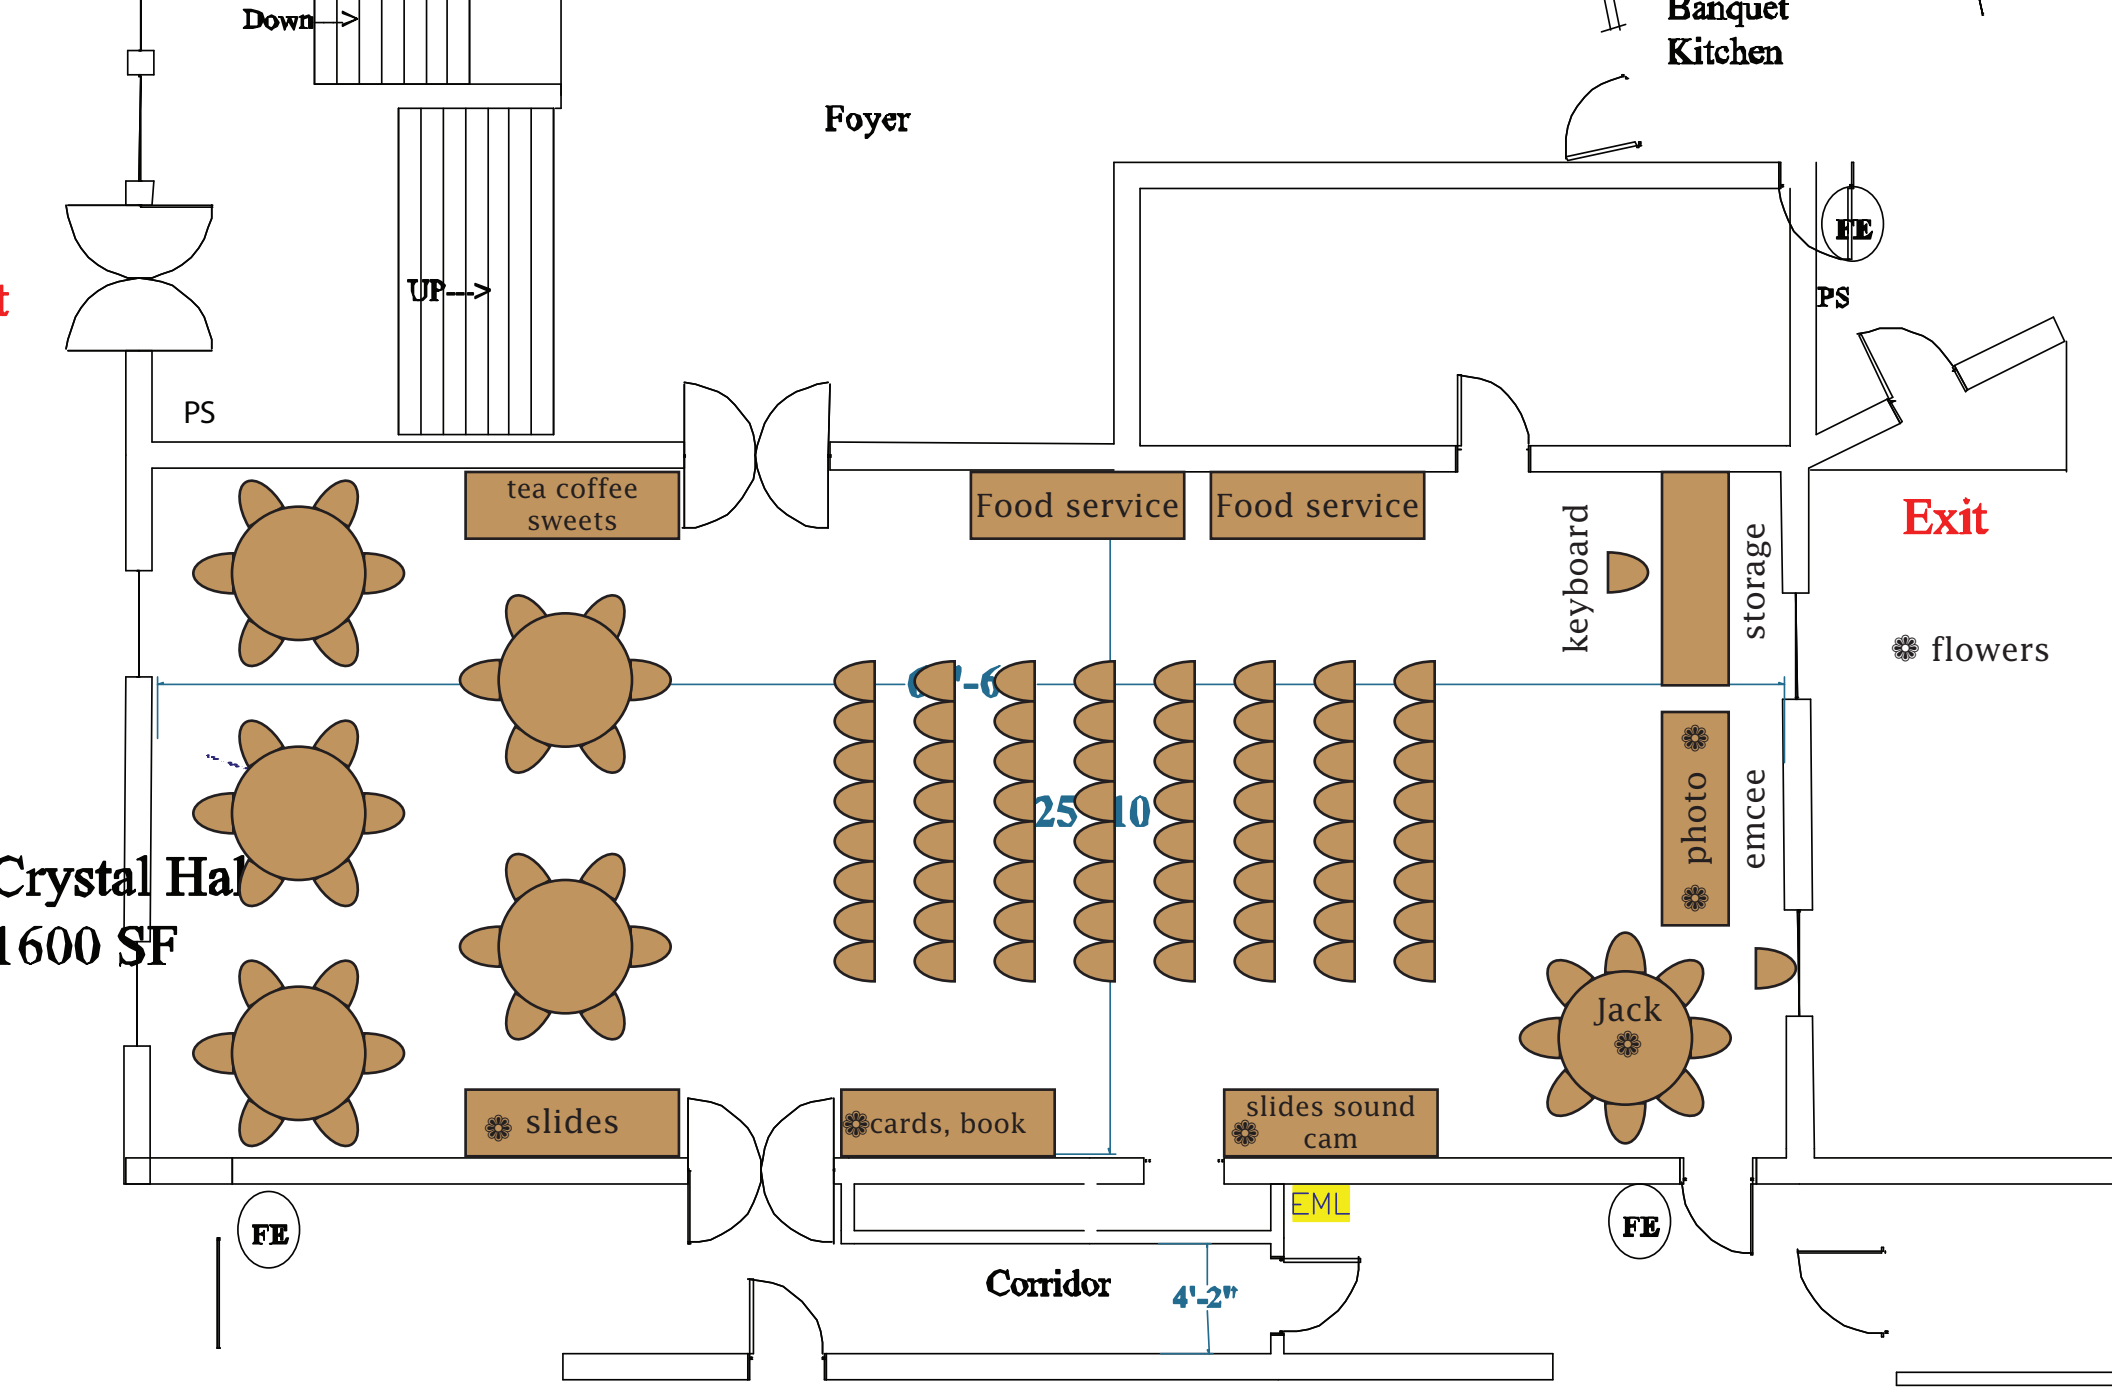 Down--->
Banquet
Kitchen
Foyer
FE
UP--->
PS
PS
tea coffee
sweets
Food service
Food service
keyboard
storage
Exit
flowers
25
10
photo
emcee
Crystal Hal
1600 SF
Jack
slides
cards, book
slides sound
cam
EML
FE
FE
Corridor
4'-2"